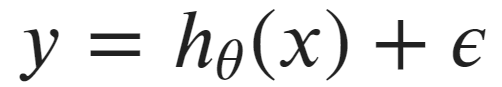 y = h_θ(x) + ϵ